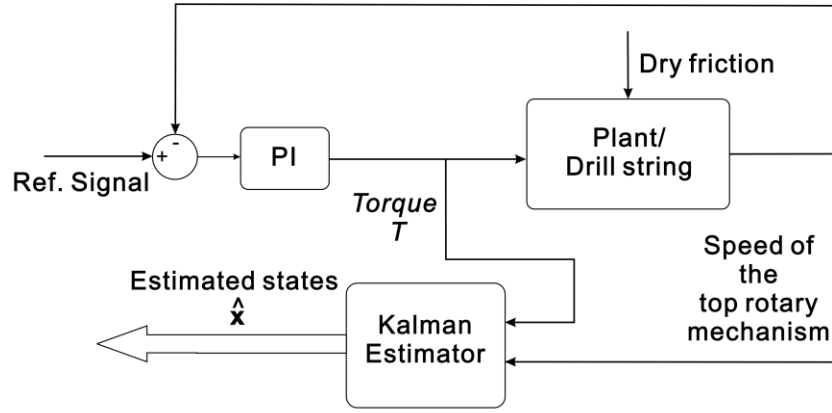 Dry friction
-
+
PI
Plant/
Drill string
Ref. Signal
Torque
T
Speed of
the
top rotary
mechanism
Estimated states
x̂
Kalman
Estimator